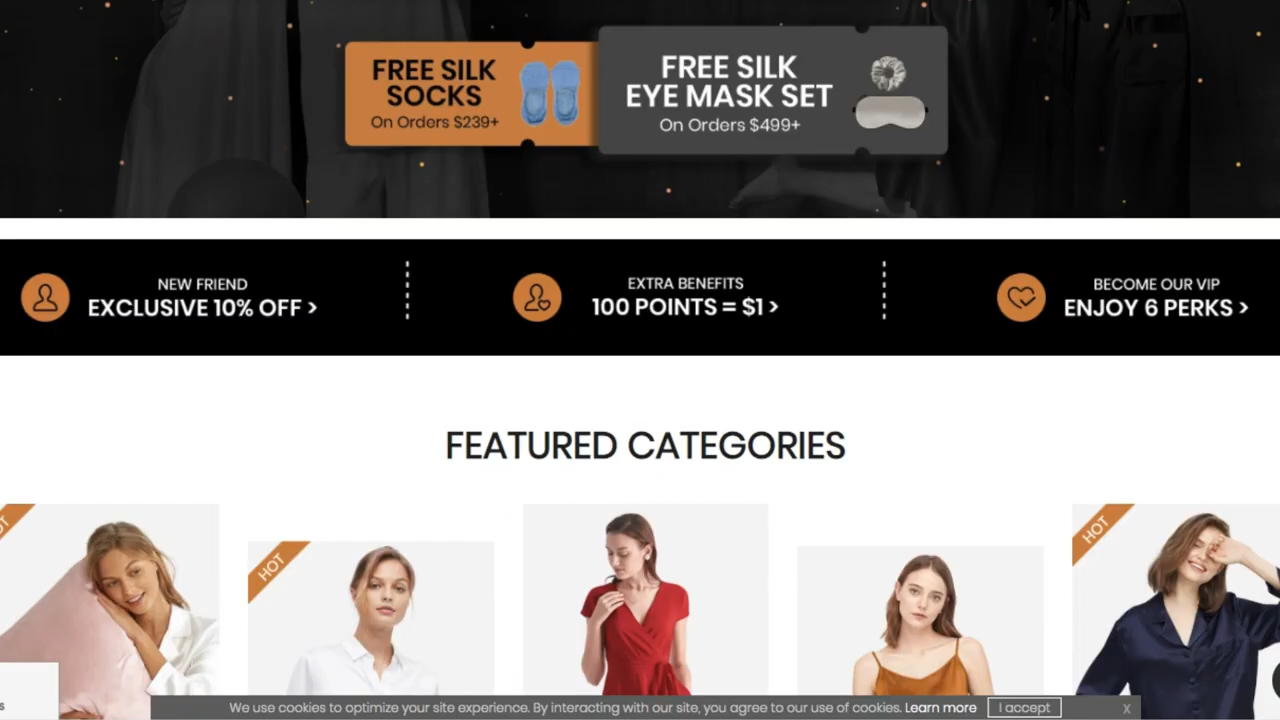 FREE SILK
SOCKS
On Orders $239+
FREE SILK
EYE MASK SET
On Orders $499+
NEW FRIEND
EXCLUSIVE 10% OFF >
EXTRA BENEFITS
100 POINTS = $1 >
BECOME OUR VIP
ENJOY 6 PERKS >
FEATURED CATEGORIES
HOT
HOT
We use cookies to optimize your site experience. By interacting with our site, you agree to our use of cookies. Learn more
I accept
X